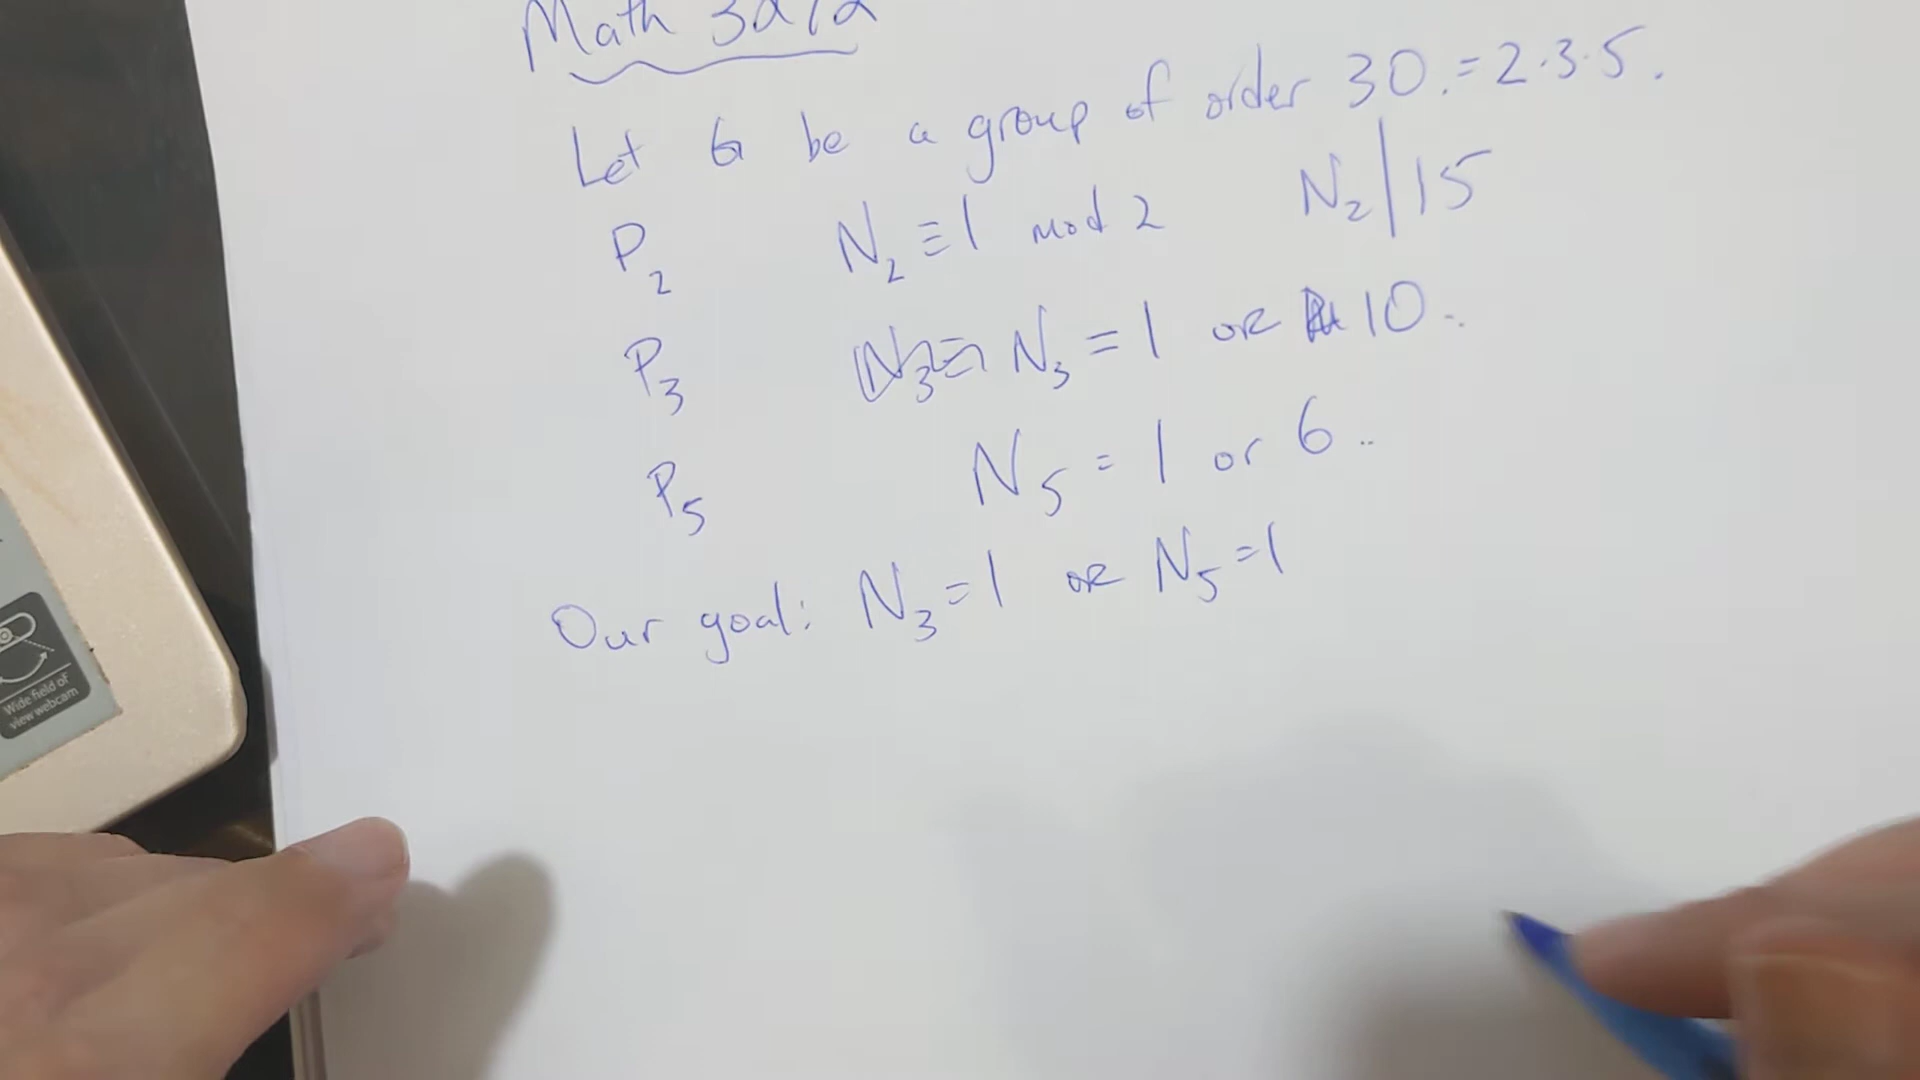 Math
Let G be a group of order 30. = 2·3·5.
P₂ N₂ ≡ 1 mod 2 N₂ | 15
P₃ N₃ = 1 or 10.
P₅ N₅ = 1 or 6..
Our goal: N₃ = 1 or N₅ = 1
Wide field of
view webcam